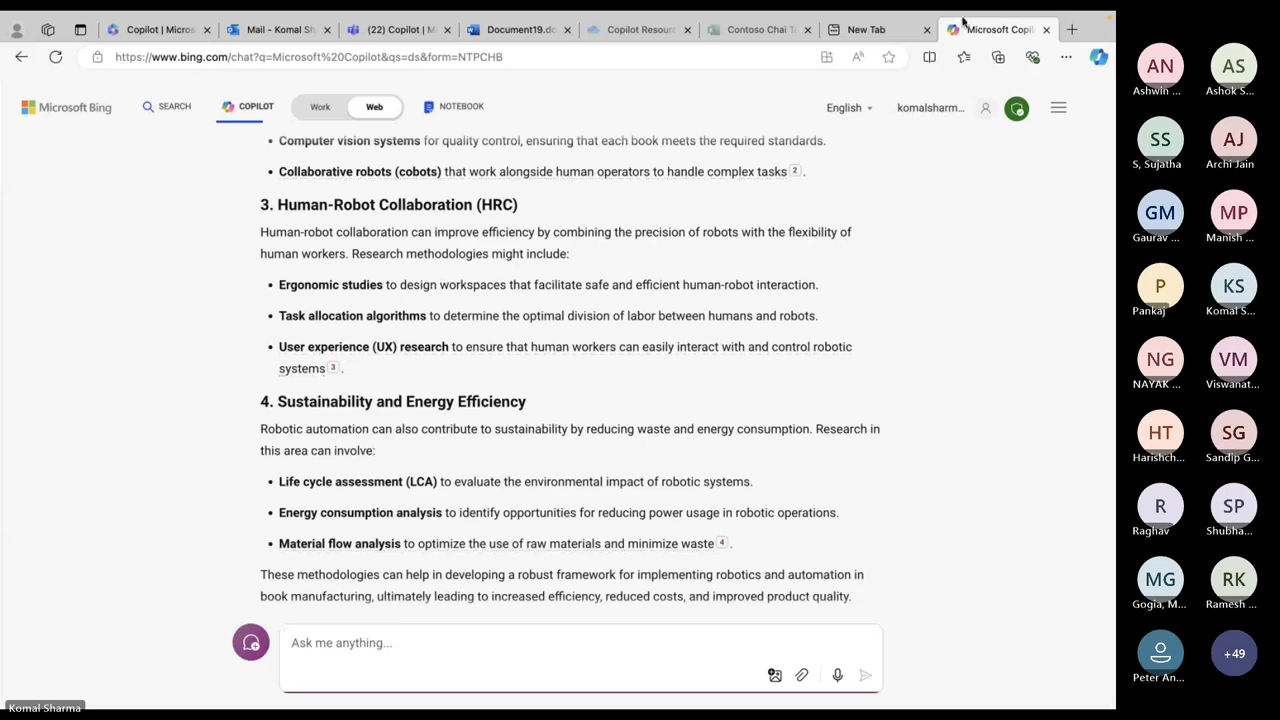 Copilot | Micros
Mail - Komal Sh
(22) Copilot | M
Document19.do
Copilot Resourc
Contoso Chai T
New Tab
Microsoft Copil
https://www.bing.com/chat?q=Microsoft%20Copilot&qs=ds&form=NTPCHB
Microsoft Bing
SEARCH
COPILOT
Work
Web
NOTEBOOK
English
komalsharm...
• Computer vision systems for quality control, ensuring that each book meets the required standards.
• Collaborative robots (cobots) that work alongside human operators to handle complex tasks 2 .
3. Human-Robot Collaboration (HRC)
Human-robot collaboration can improve efficiency by combining the precision of robots with the flexibility of
human workers. Research methodologies might include:
• Ergonomic studies to design workspaces that facilitate safe and efficient human-robot interaction.
• Task allocation algorithms to determine the optimal division of labor between humans and robots.
• User experience (UX) research to ensure that human workers can easily interact with and control robotic
systems 3 .
4. Sustainability and Energy Efficiency
Robotic automation can also contribute to sustainability by reducing waste and energy consumption. Research in
this area can involve:
• Life cycle assessment (LCA) to evaluate the environmental impact of robotic systems.
• Energy consumption analysis to identify opportunities for reducing power usage in robotic operations.
• Material flow analysis to optimize the use of raw materials and minimize waste 4 .
These methodologies can help in developing a robust framework for implementing robotics and automation in
book manufacturing, ultimately leading to increased efficiency, reduced costs, and improved product quality.
Ask me anything...
Komal Sharma
AN
AS
Ashwin ...
Ashok S...
SS
AJ
S, Sujatha
Archi Jain
GM
MP
Gaurav ...
Manish ...
P
KS
Pankaj
Komal S...
NG
VM
NAYAK ...
Viswanat...
HT
SG
Harishch...
Sandip G...
R
SP
Raghav
Shubha...
MG
RK
Gogia, M...
Ramesh ...
+49
Peter An...